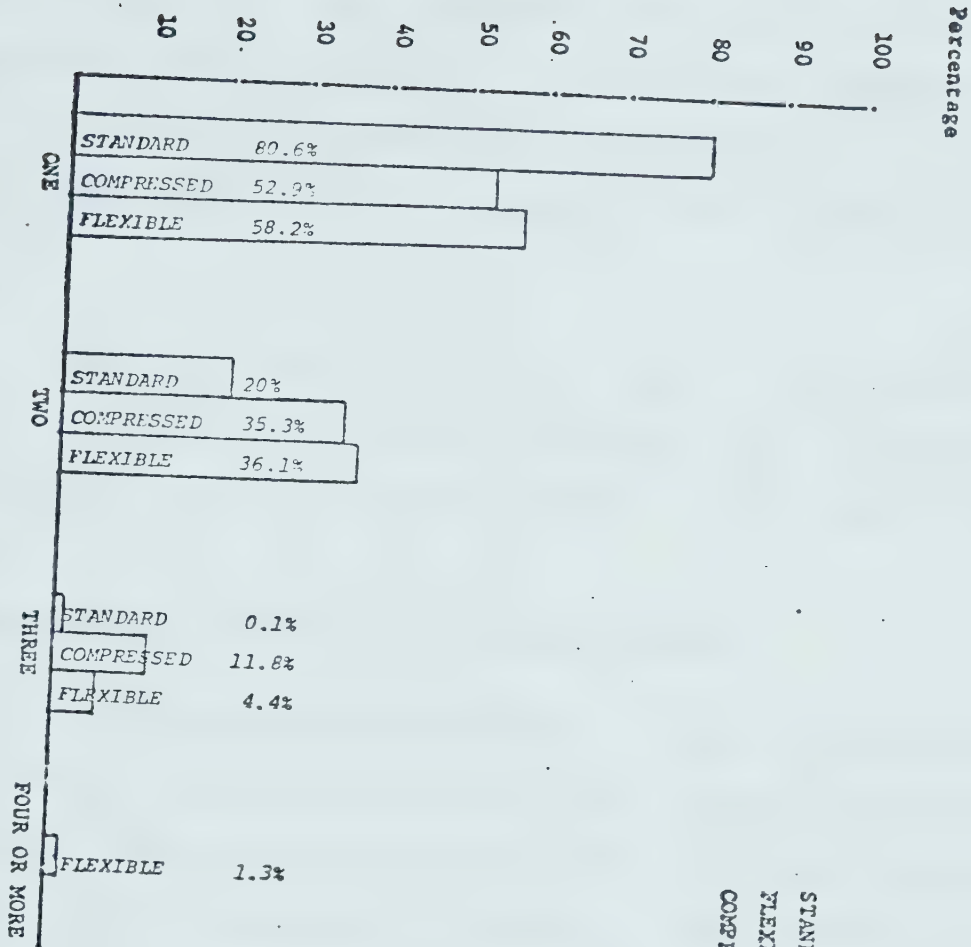 Percentage
100
90
80
70
60
50
40
30
20
10
ONE
STANDARD 80.6%
COMPRESSED 52.9%
FLEXIBLE 58.2%
TWO
STANDARD 20%
COMPRESSED 35.3%
FLEXIBLE 36.1%
THREE
STANDARD 0.1%
COMPRESSED 11.8%
FLEXIBLE 4.4%
FOUR OR MORE
FLEXIBLE 1.3%